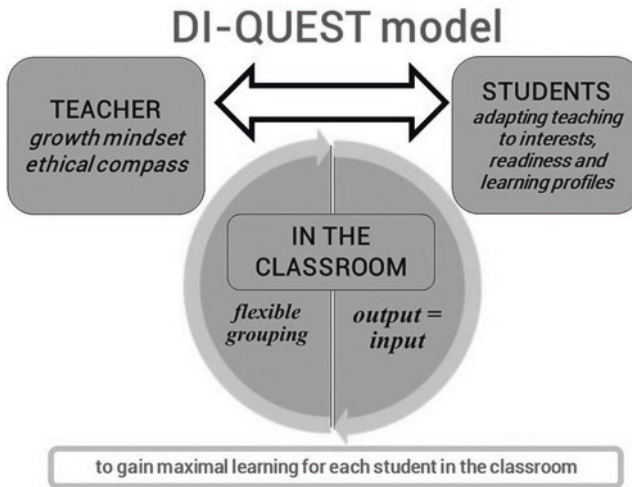 DI-QUEST model
TEACHER
growth mindset
ethical compass
STUDENTS
adapting teaching
to interests,
readiness and
learning profiles
IN THE
CLASSROOM
flexible
grouping
output =
input
to gain maximal learning for each student in the classroom